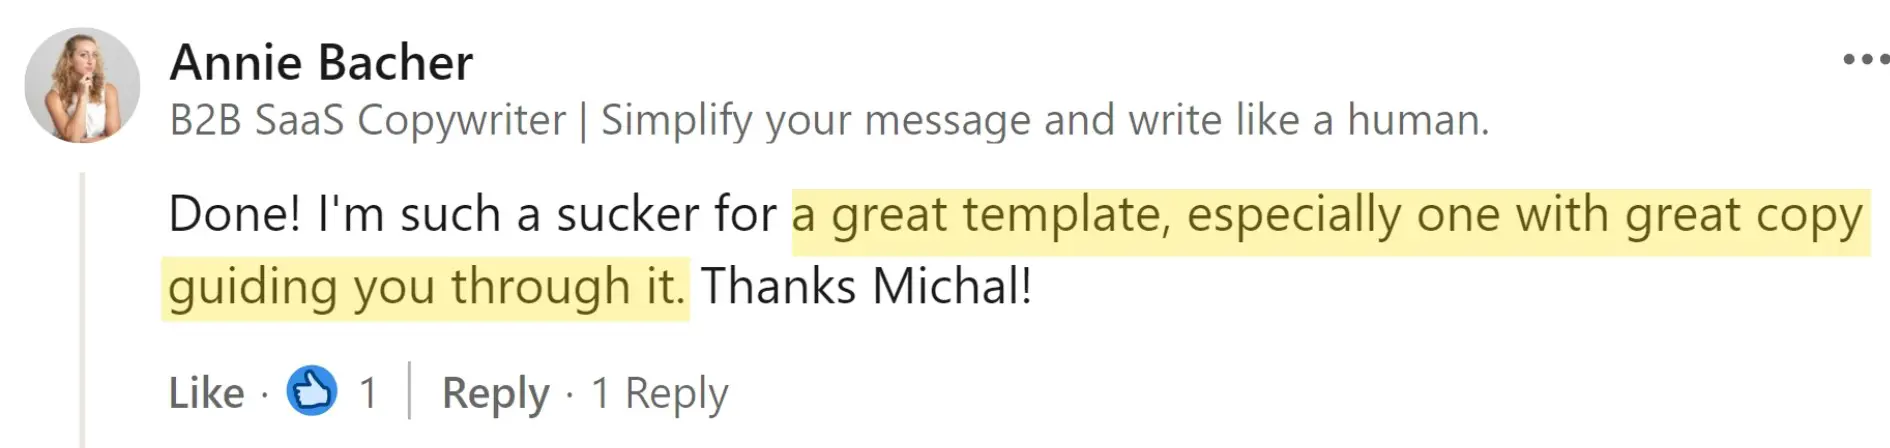 Annie Bacher
B2B SaaS Copywriter | Simplify your message and write like a human.
Done! I'm such a sucker for a great template, especially one with great copy
guiding you through it. Thanks Michal!
Like · 1 | Reply · 1 Reply